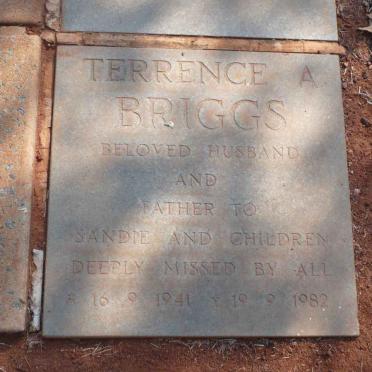 TERRENCE A
BRIGGS
BELOVED HUSBAND
AND
FATHER TO
SANDIE AND CHILDREN
DEEPLY MISSED BY ALL
* 16.9.1941 + 19.9.1982